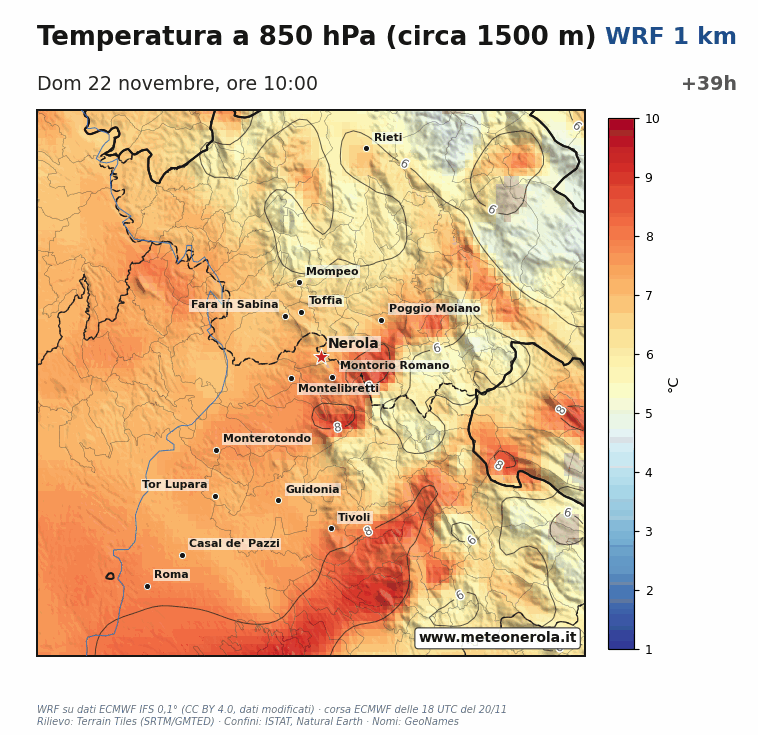 Temperatura a 850 hPa (circa 1500 m) WRF 1 km
Dom 22 novembre, ore 10:00 +39h
Rieti
6
6
6
Mompeo
Fara in Sabina
Toffia
Poggio Moiano
Nerola
6
Montorio Romano
Montelibretti
8
8
8
Monterotondo
Tor Lupara
Guidonia
Tivoli
8
6
6
Casal de' Pazzi
Roma
6
www.meteonerola.it
10
9
8
7
6
5
4
3
2
1
°C
WRF su dati ECMWF IFS 0,1° (CC BY 4.0, dati modificati) · corsa ECMWF delle 18 UTC del 20/11
Rilievo: Terrain Tiles (SRTM/GMTED) · Confini: ISTAT, Natural Earth · Nomi: GeoNames